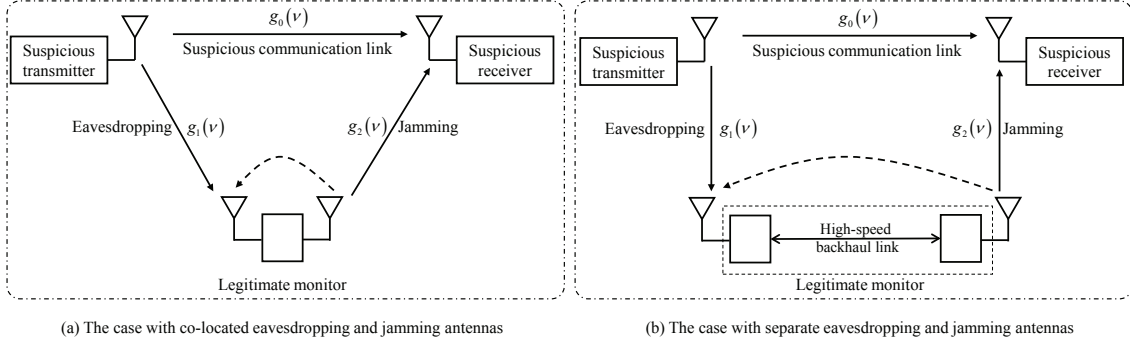 g₀(ν)
Suspicious communication link
Suspicious
transmitter
Suspicious
receiver
Eavesdropping
g₁(ν)
g₂(ν)
Jamming
Legitimate monitor
(a) The case with co-located eavesdropping and jamming antennas
g₀(ν)
Suspicious communication link
Suspicious
transmitter
Suspicious
receiver
Eavesdropping
g₁(ν)
g₂(ν)
Jamming
High-speed
backhaul link
Legitimate monitor
(b) The case with separate eavesdropping and jamming antennas